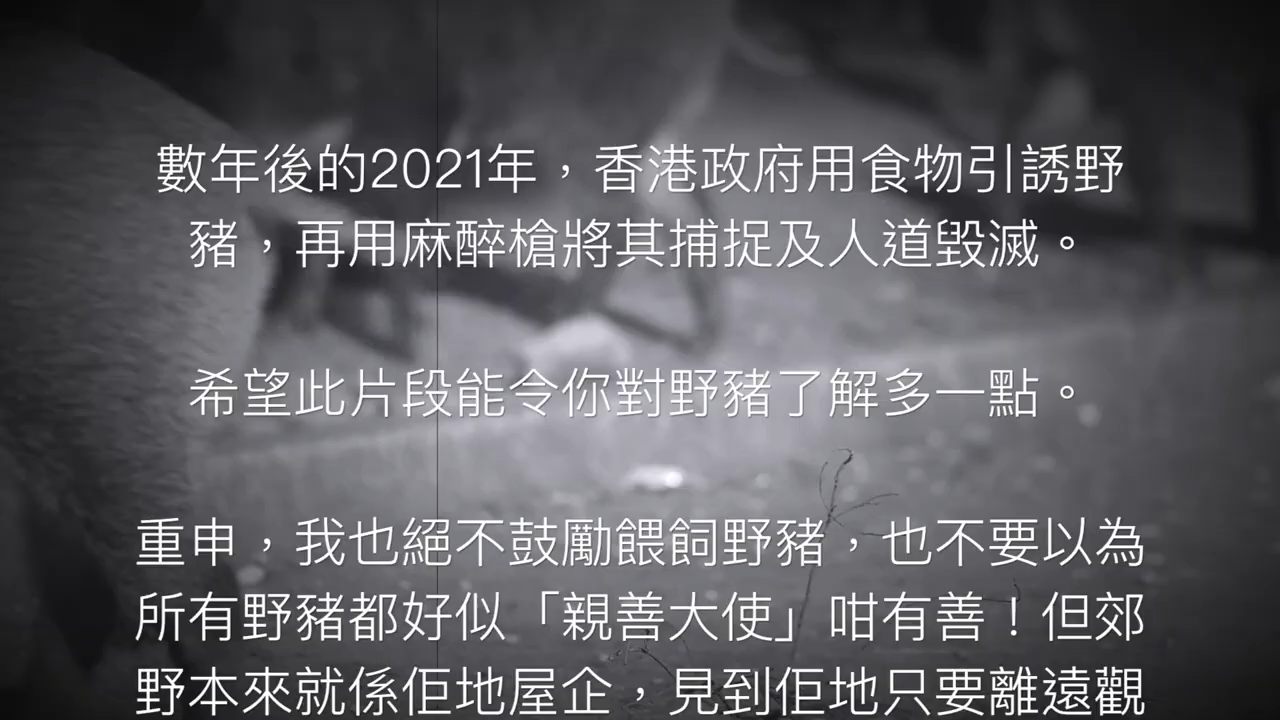 數年後的2021年，香港政府用食物引誘野
豬，再用麻醉槍將其捕捉及人道毀滅。
希望此片段能令你對野豬了解多一點。
重申，我也絕不鼓勵餵飼野豬，也不要以為
所有野豬都好似「親善大使」咁有善！但郊
野本來就係佢地屋企，見到佢地只要離遠觀